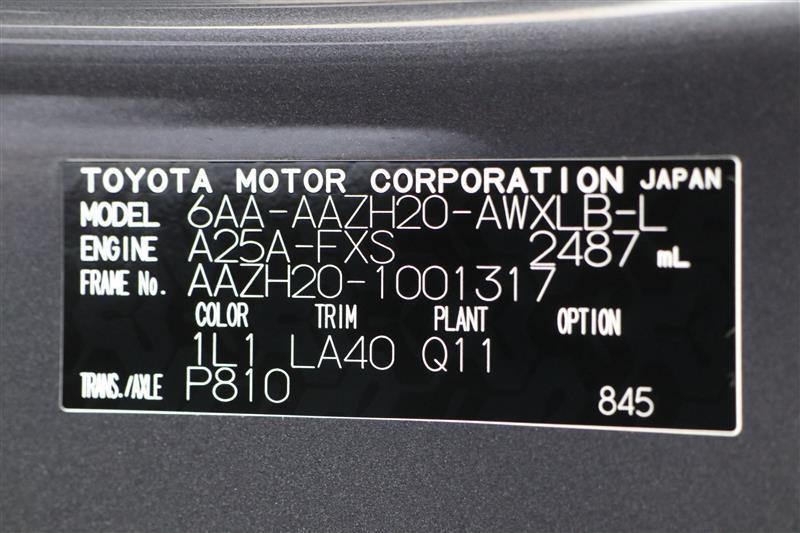 TOYOTA MOTOR CORPORATION JAPAN
MODEL 6AA-AAZH20-AWXLB-L
ENGINE A25A-FXS 2487 mL
FRAME No. AAZH20-1001317
COLOR TRIM PLANT OPTION
1L1 LA40 Q11
TRANS./AXLE P810
845